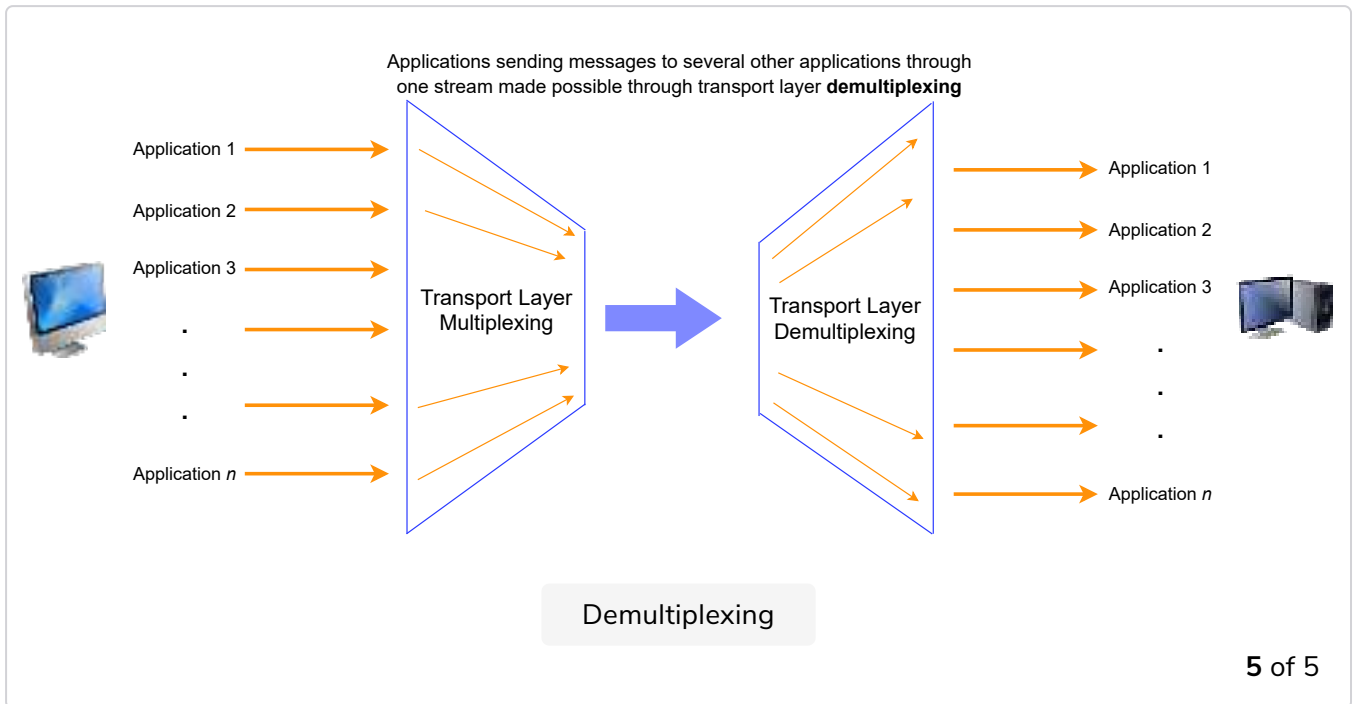 Applications sending messages to several other applications through
one stream made possible through transport layer demultiplexing
Application 1
Application 2
Application 3
.
.
.
Application n
Transport Layer
Multiplexing
Transport Layer
Demultiplexing
Application 1
Application 2
Application 3
.
.
.
Application n
Demultiplexing
5 of 5